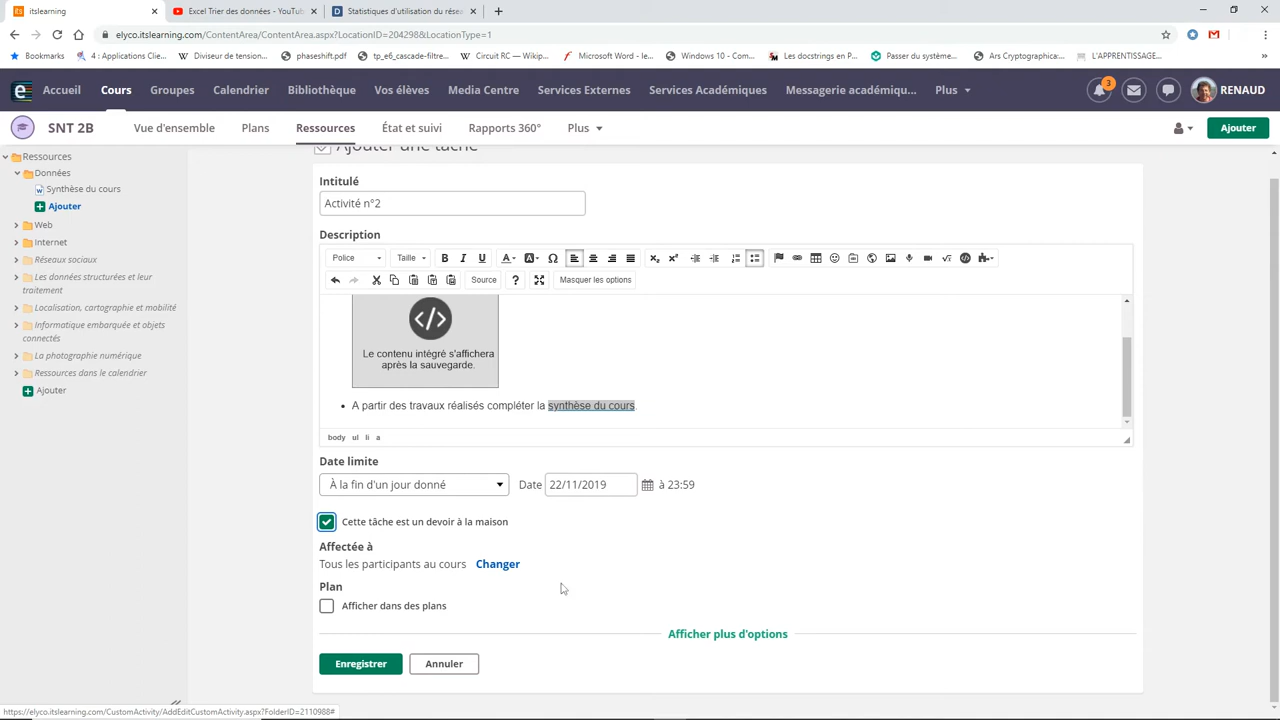 itslearning
Excel Trier des données - YouTu
Statistiques d'utilisation du rése
elyco.itslearning.com/ContentArea/ContentArea.aspx?LocationID=204298&LocationType=1
Bookmarks
4 : Applications Clie
Diviseur de tension...
phaseshift.pdf
tp_e6_cascade-filtre...
Circuit RC — Wikip...
Microsoft Word - le...
Windows 10 - Comm...
Les docstrings en P...
Passer du système...
Ars Cryptographica:...
L'APPRENTISSAGE...
Accueil
Cours
Groupes
Calendrier
Bibliothèque
Vos élèves
Media Centre
Services Externes
Services Académiques
Messagerie académiqu...
Plus
3
RENAUD
SNT 2B
Vue d'ensemble
Plans
Ressources
État et suivi
Rapports 360°
Plus
Ajouter
Ressources
Données
Synthèse du cours
Ajouter
Web
Internet
Réseaux sociaux
Les données structurées et leur
traitement
Localisation, cartographie et mobilité
Informatique embarquée et objets
connectés
La photographie numérique
Ressources dans le calendrier
Ajouter
Ajouter une tâche
Intitulé
Activité n°2
Description
Police
Taille
B I U A A Ω
Source
?
Masquer les options
Le contenu intégré s'affichera
après la sauvegarde.
• A partir des travaux réalisés compléter la synthèse du cours.
body ul li a
Date limite
À la fin d'un jour donné
Date
22/11/2019
à 23:59
Cette tâche est un devoir à la maison
Affectée à
Tous les participants au cours
Changer
Plan
Afficher dans des plans
Afficher plus d'options
Enregistrer
Annuler
https://elyco.itslearning.com/CustomActivity/AddEditCustomActivity.aspx?FolderID=2110988#